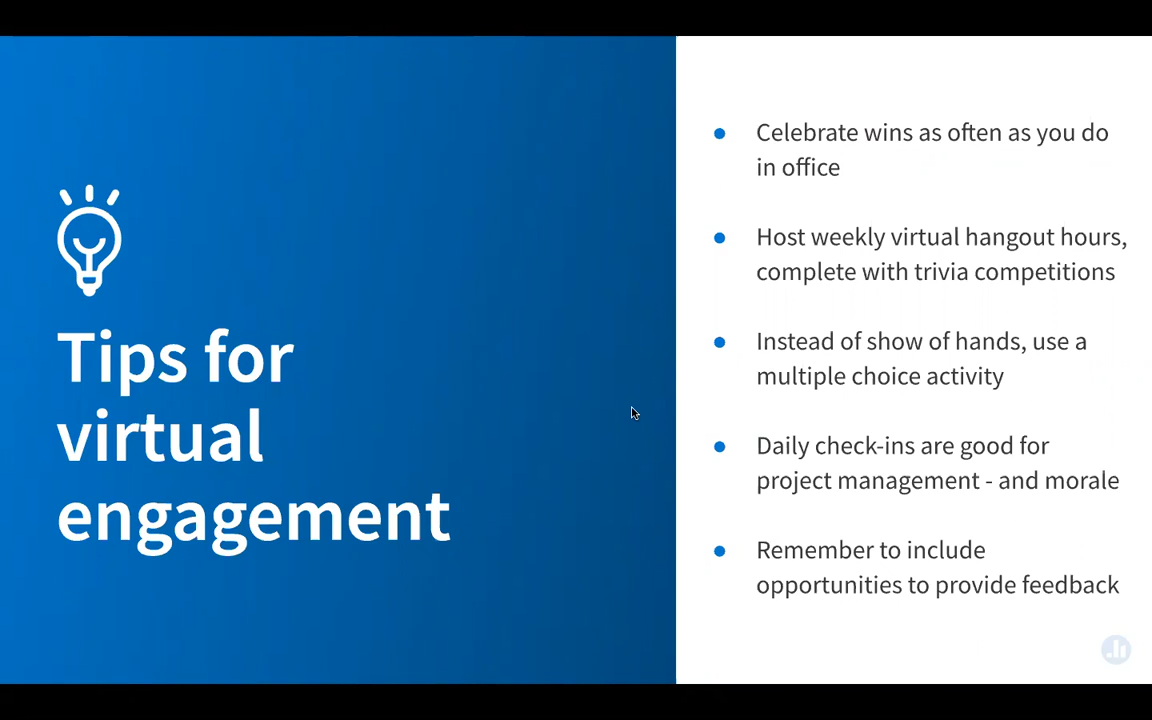 Tips for
virtual
engagement
Celebrate wins as often as you do
in office
Host weekly virtual hangout hours,
complete with trivia competitions
Instead of show of hands, use a
multiple choice activity
Daily check-ins are good for
project management - and morale
Remember to include
opportunities to provide feedback